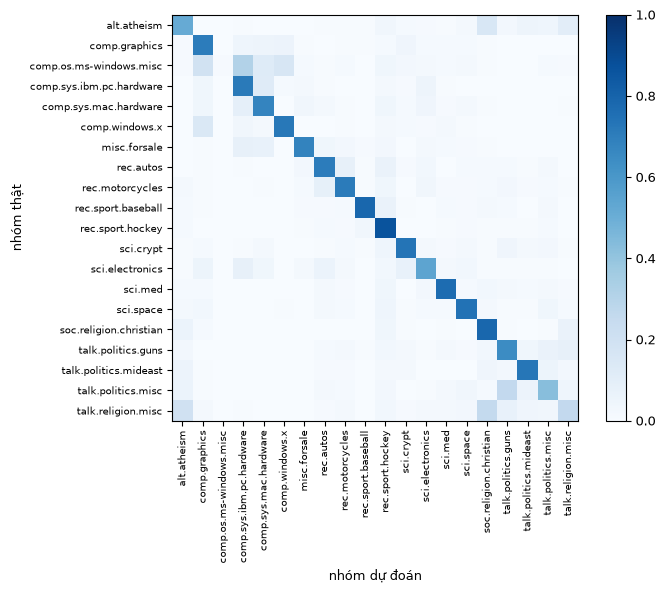 alt.atheism
comp.graphics
comp.os.ms-windows.misc
comp.sys.ibm.pc.hardware
comp.sys.mac.hardware
comp.windows.x
misc.forsale
rec.autos
rec.motorcycles
rec.sport.baseball
rec.sport.hockey
sci.crypt
sci.electronics
sci.med
sci.space
soc.religion.christian
talk.politics.guns
talk.politics.mideast
talk.politics.misc
talk.religion.misc
nhóm thật
alt.atheism
comp.graphics
comp.os.ms-windows.misc
comp.sys.ibm.pc.hardware
comp.sys.mac.hardware
comp.windows.x
misc.forsale
rec.autos
rec.motorcycles
rec.sport.baseball
rec.sport.hockey
sci.crypt
sci.electronics
sci.med
sci.space
soc.religion.christian
talk.politics.guns
talk.politics.mideast
talk.politics.misc
talk.religion.misc
nhóm dự đoán
1.0
0.8
0.6
0.4
0.2
0.0